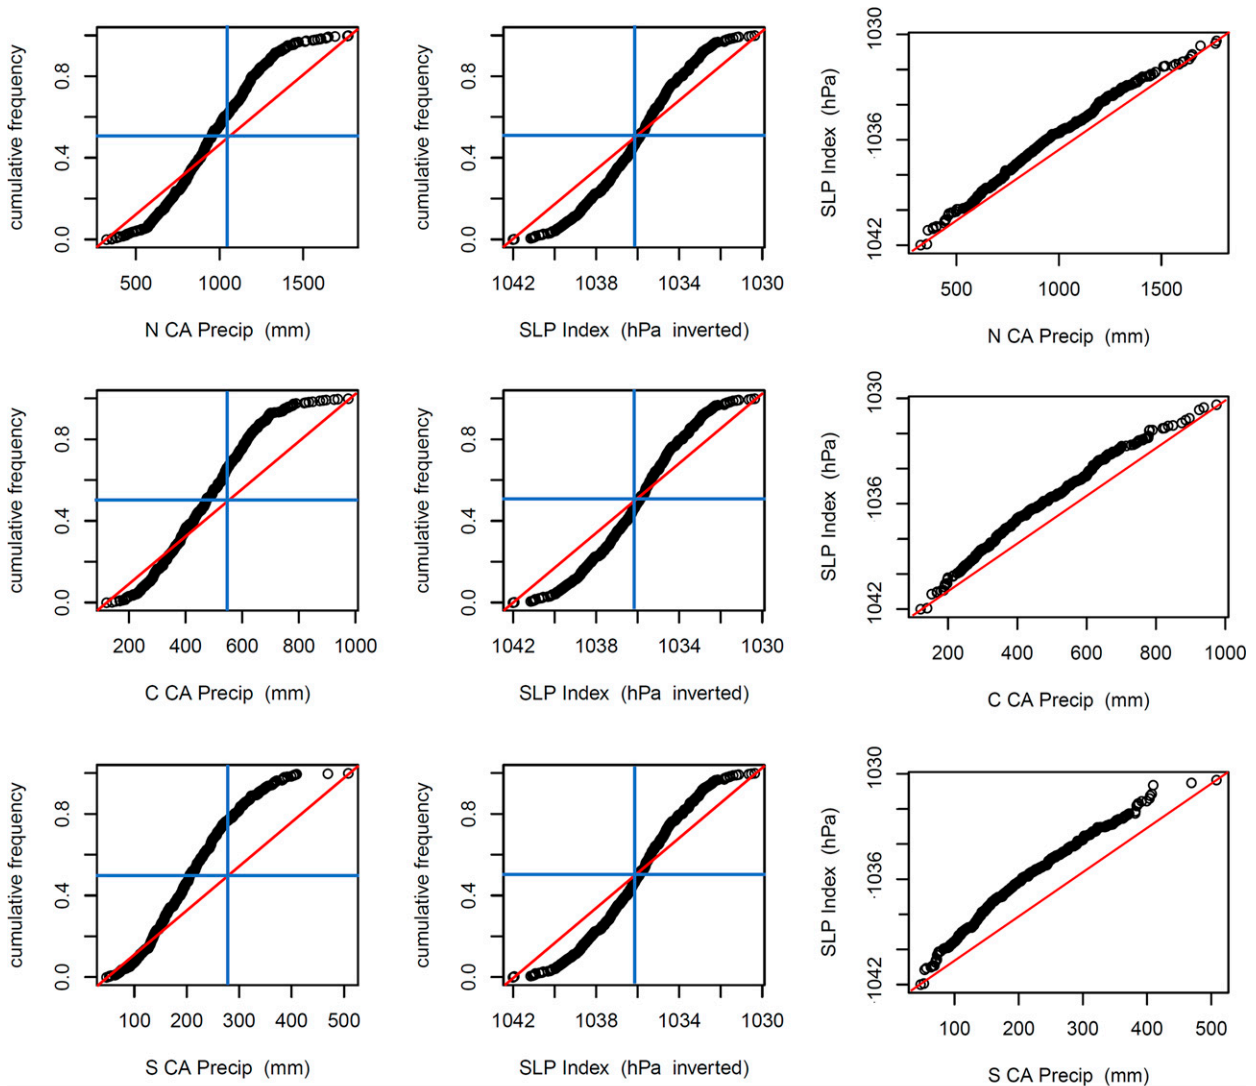 cumulative frequency
0.0 0.4 0.8
500 1000 1500
N CA Precip (mm)
cumulative frequency
0.0 0.4 0.8
1042 1038 1034 1030
SLP Index (hPa inverted)
SLP Index (hPa)
1042 -1036 1030
500 1000 1500
N CA Precip (mm)
cumulative frequency
0.0 0.4 0.8
200 400 600 800 1000
C CA Precip (mm)
cumulative frequency
0.0 0.4 0.8
1042 1038 1034 1030
SLP Index (hPa inverted)
SLP Index (hPa)
1042 -1036 1030
200 400 600 800 1000
C CA Precip (mm)
cumulative frequency
0.0 0.4 0.8
100 200 300 400 500
S CA Precip (mm)
cumulative frequency
0.0 0.4 0.8
1042 1038 1034 1030
SLP Index (hPa inverted)
SLP Index (hPa)
-1042 -1036 1030
100 200 300 400 500
S CA Precip (mm)